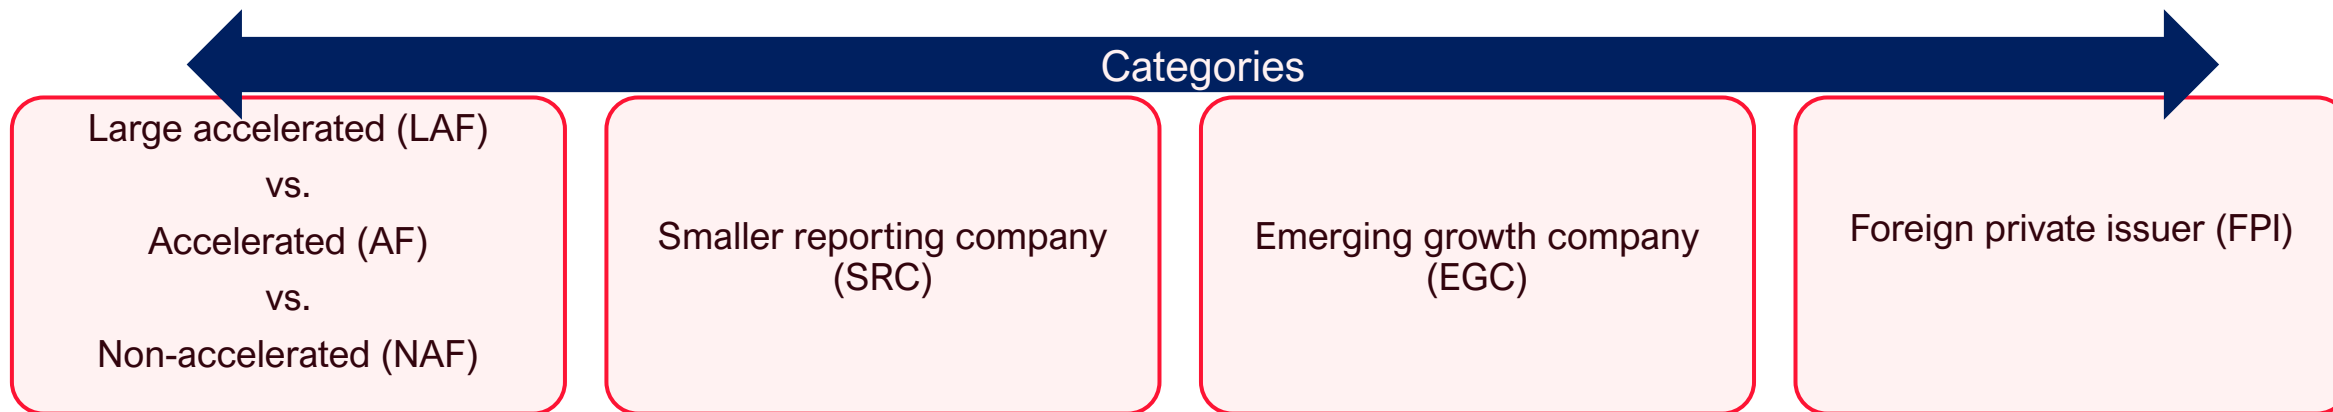 Categories
Large accelerated (LAF)
vs.
Accelerated (AF)
vs.
Non-accelerated (NAF)
Smaller reporting company
(SRC)
Emerging growth company
(EGC)
Foreign private issuer (FPI)